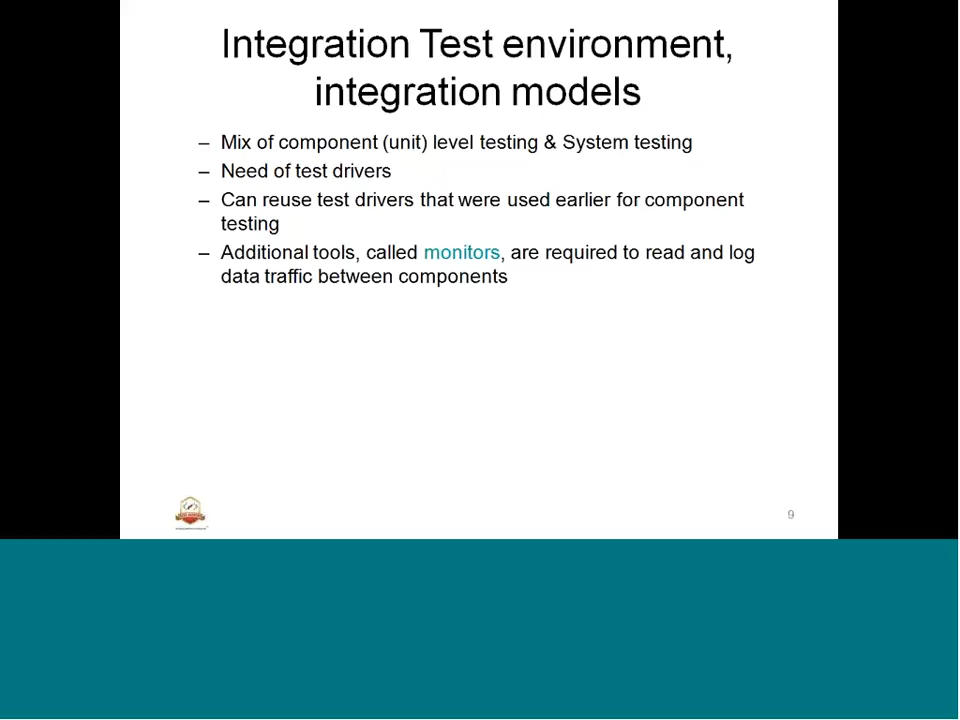 Integration Test environment,
integration models
– Mix of component (unit) level testing & System testing
– Need of test drivers
– Can reuse test drivers that were used earlier for component
testing
– Additional tools, called monitors, are required to read and log
data traffic between components
9